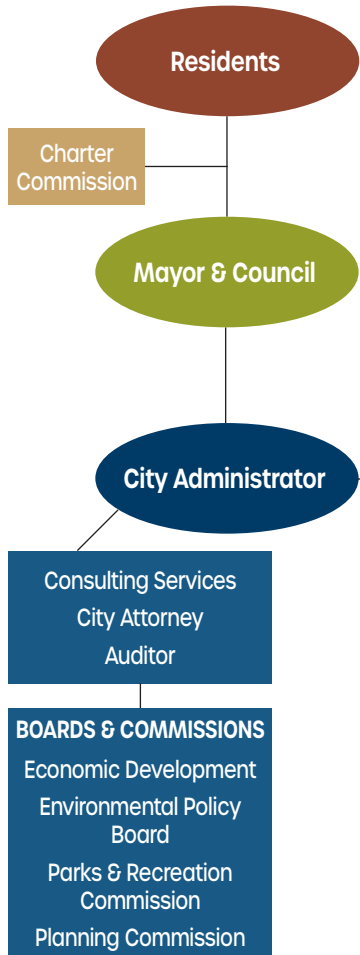 Residents
Charter
Commission
Mayor & Council
City Administrator
Consulting Services
City Attorney
Auditor
BOARDS & COMMISSIONS
Economic Development
Environmental Policy
Board
Parks & Recreation
Commission
Planning Commission